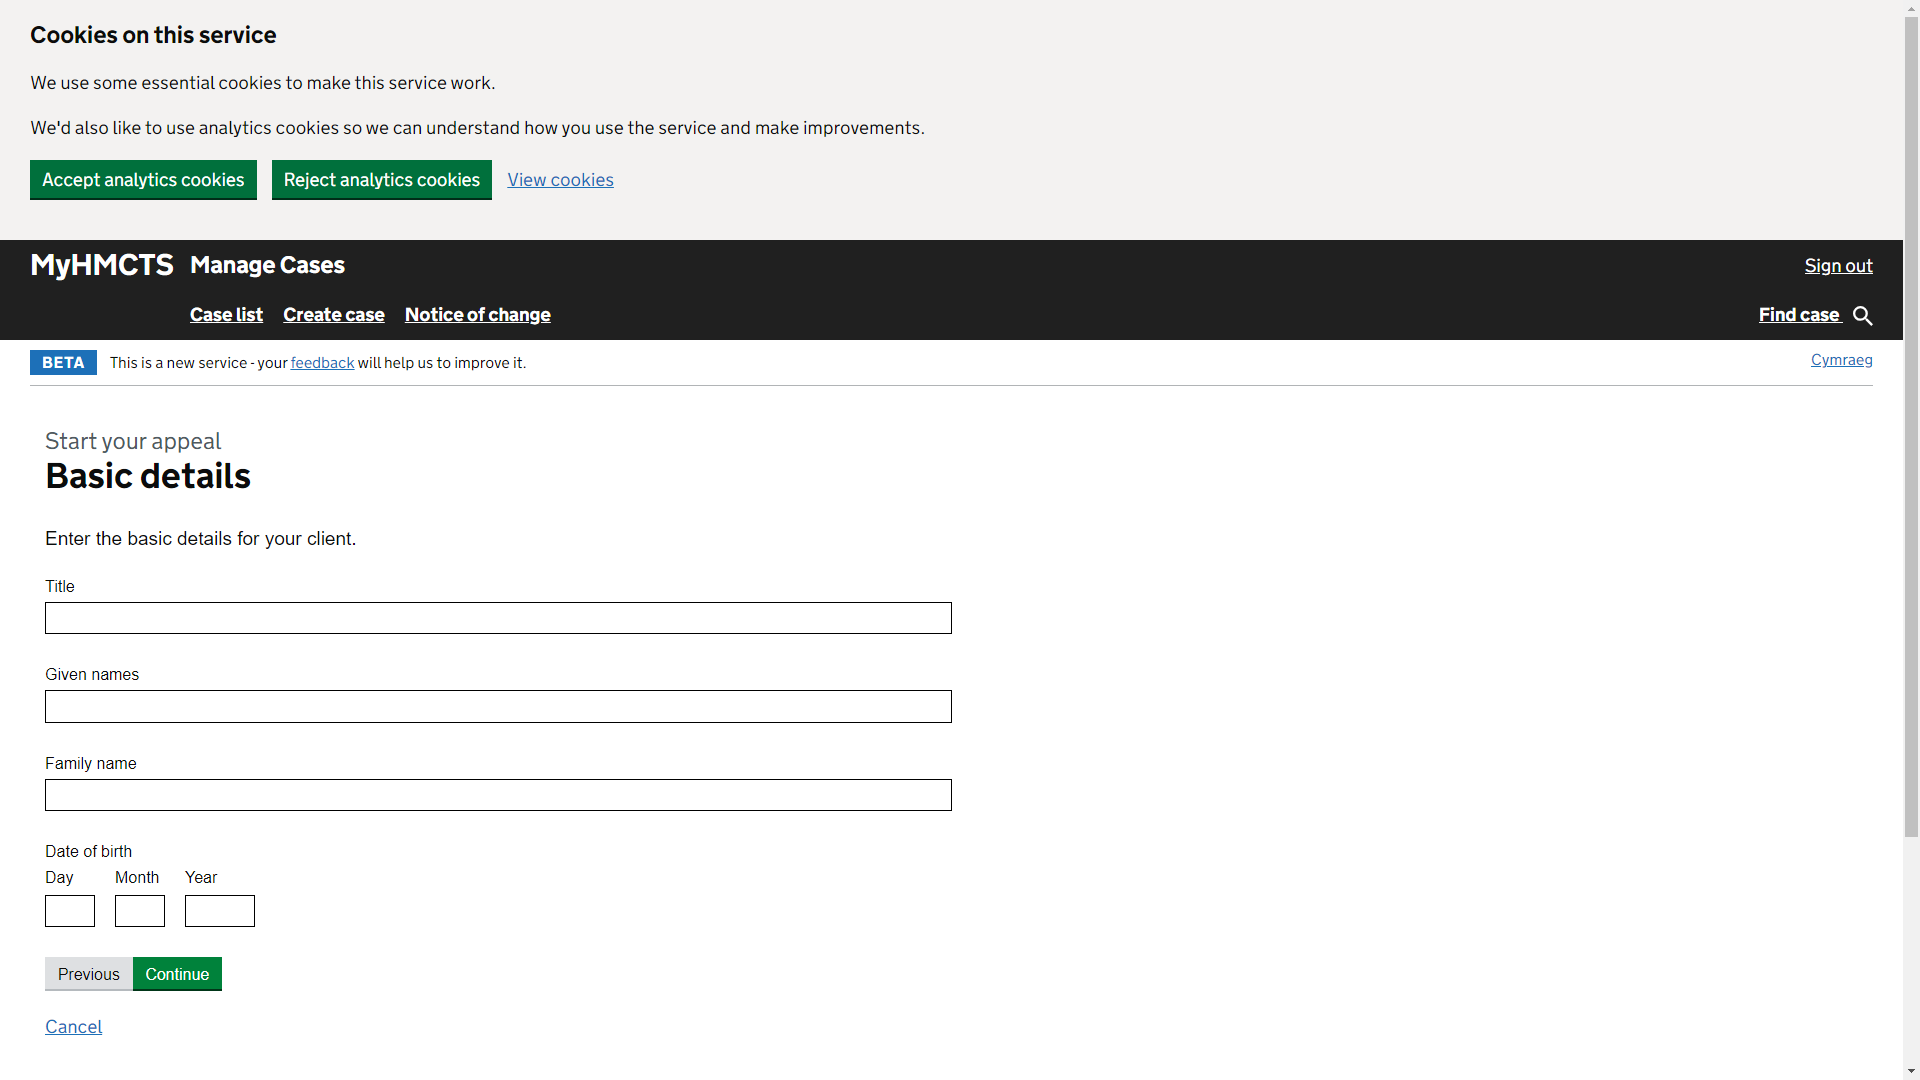 Cookies on this service
We use some essential cookies to make this service work.
We'd also like to use analytics cookies so we can understand how you use the service and make improvements.
Accept analytics cookies Reject analytics cookies View cookies
MyHMCTS Manage Cases Sign out
Case list Create case Notice of change Find case
BETA This is a new service - your feedback will help us to improve it. Cymraeg
Start your appeal
Basic details
Enter the basic details for your client.
Title
Given names
Family name
Date of birth
Day Month Year
Previous Continue
Cancel